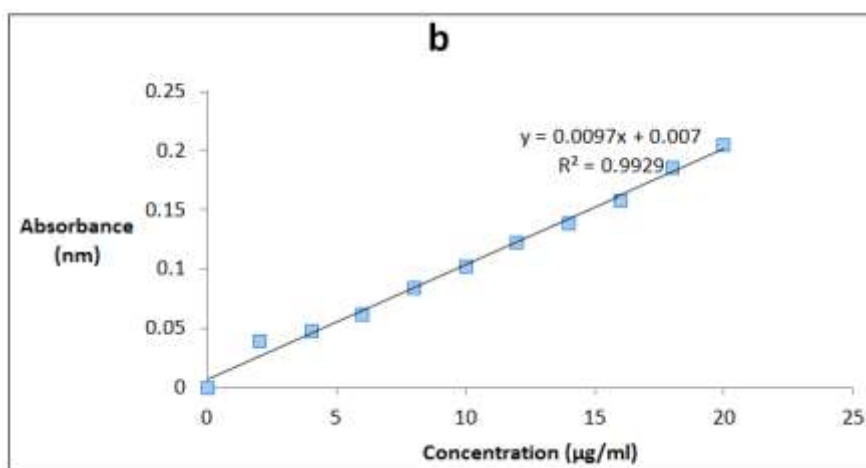 b
0.25
0.2
0.15
0.1
0.05
0
Absorbance
(nm)
y = 0.0097x + 0.007
R² = 0.9929
0 5 10 15 20 25
Concentration (µg/ml)